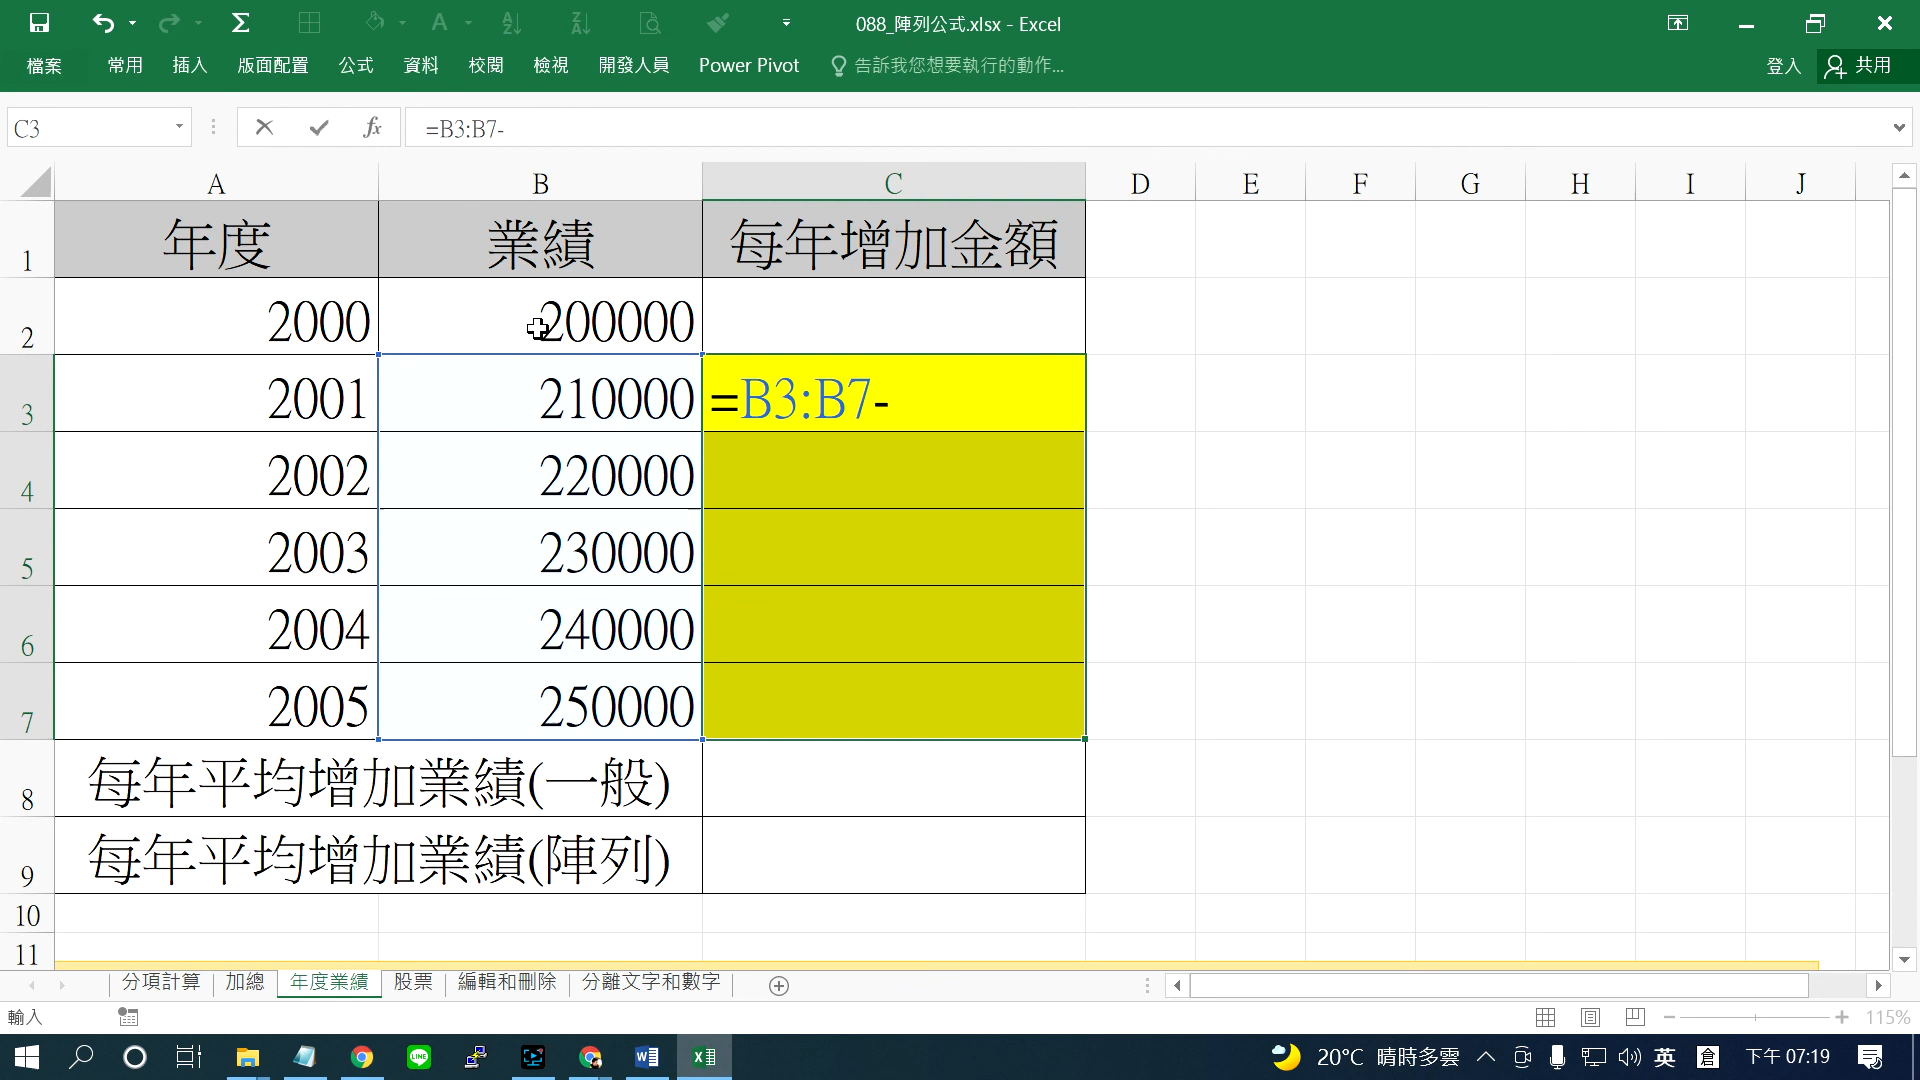 088_陣列公式.xlsx - Excel
檔案 常用 插入 版面配置 公式 資料 校閱 檢視 開發人員 Power Pivot 告訴我您想要執行的動作... 登入 共用
C3 fx =B3:B7-
A B C D E F G H I J
1 年度 業績 每年增加金額
2 2000 200000
3 2001 210000 =B3:B7-
4 2002 220000
5 2003 230000
6 2004 240000
7 2005 250000
8 每年平均增加業績(一般)
9 每年平均增加業績(陣列)
10
11
分項計算 加總 年度業績 股票 編輯和刪除 分離文字和數字
輸入 115%
20°C 晴時多雲 英 倉 下午 07:19